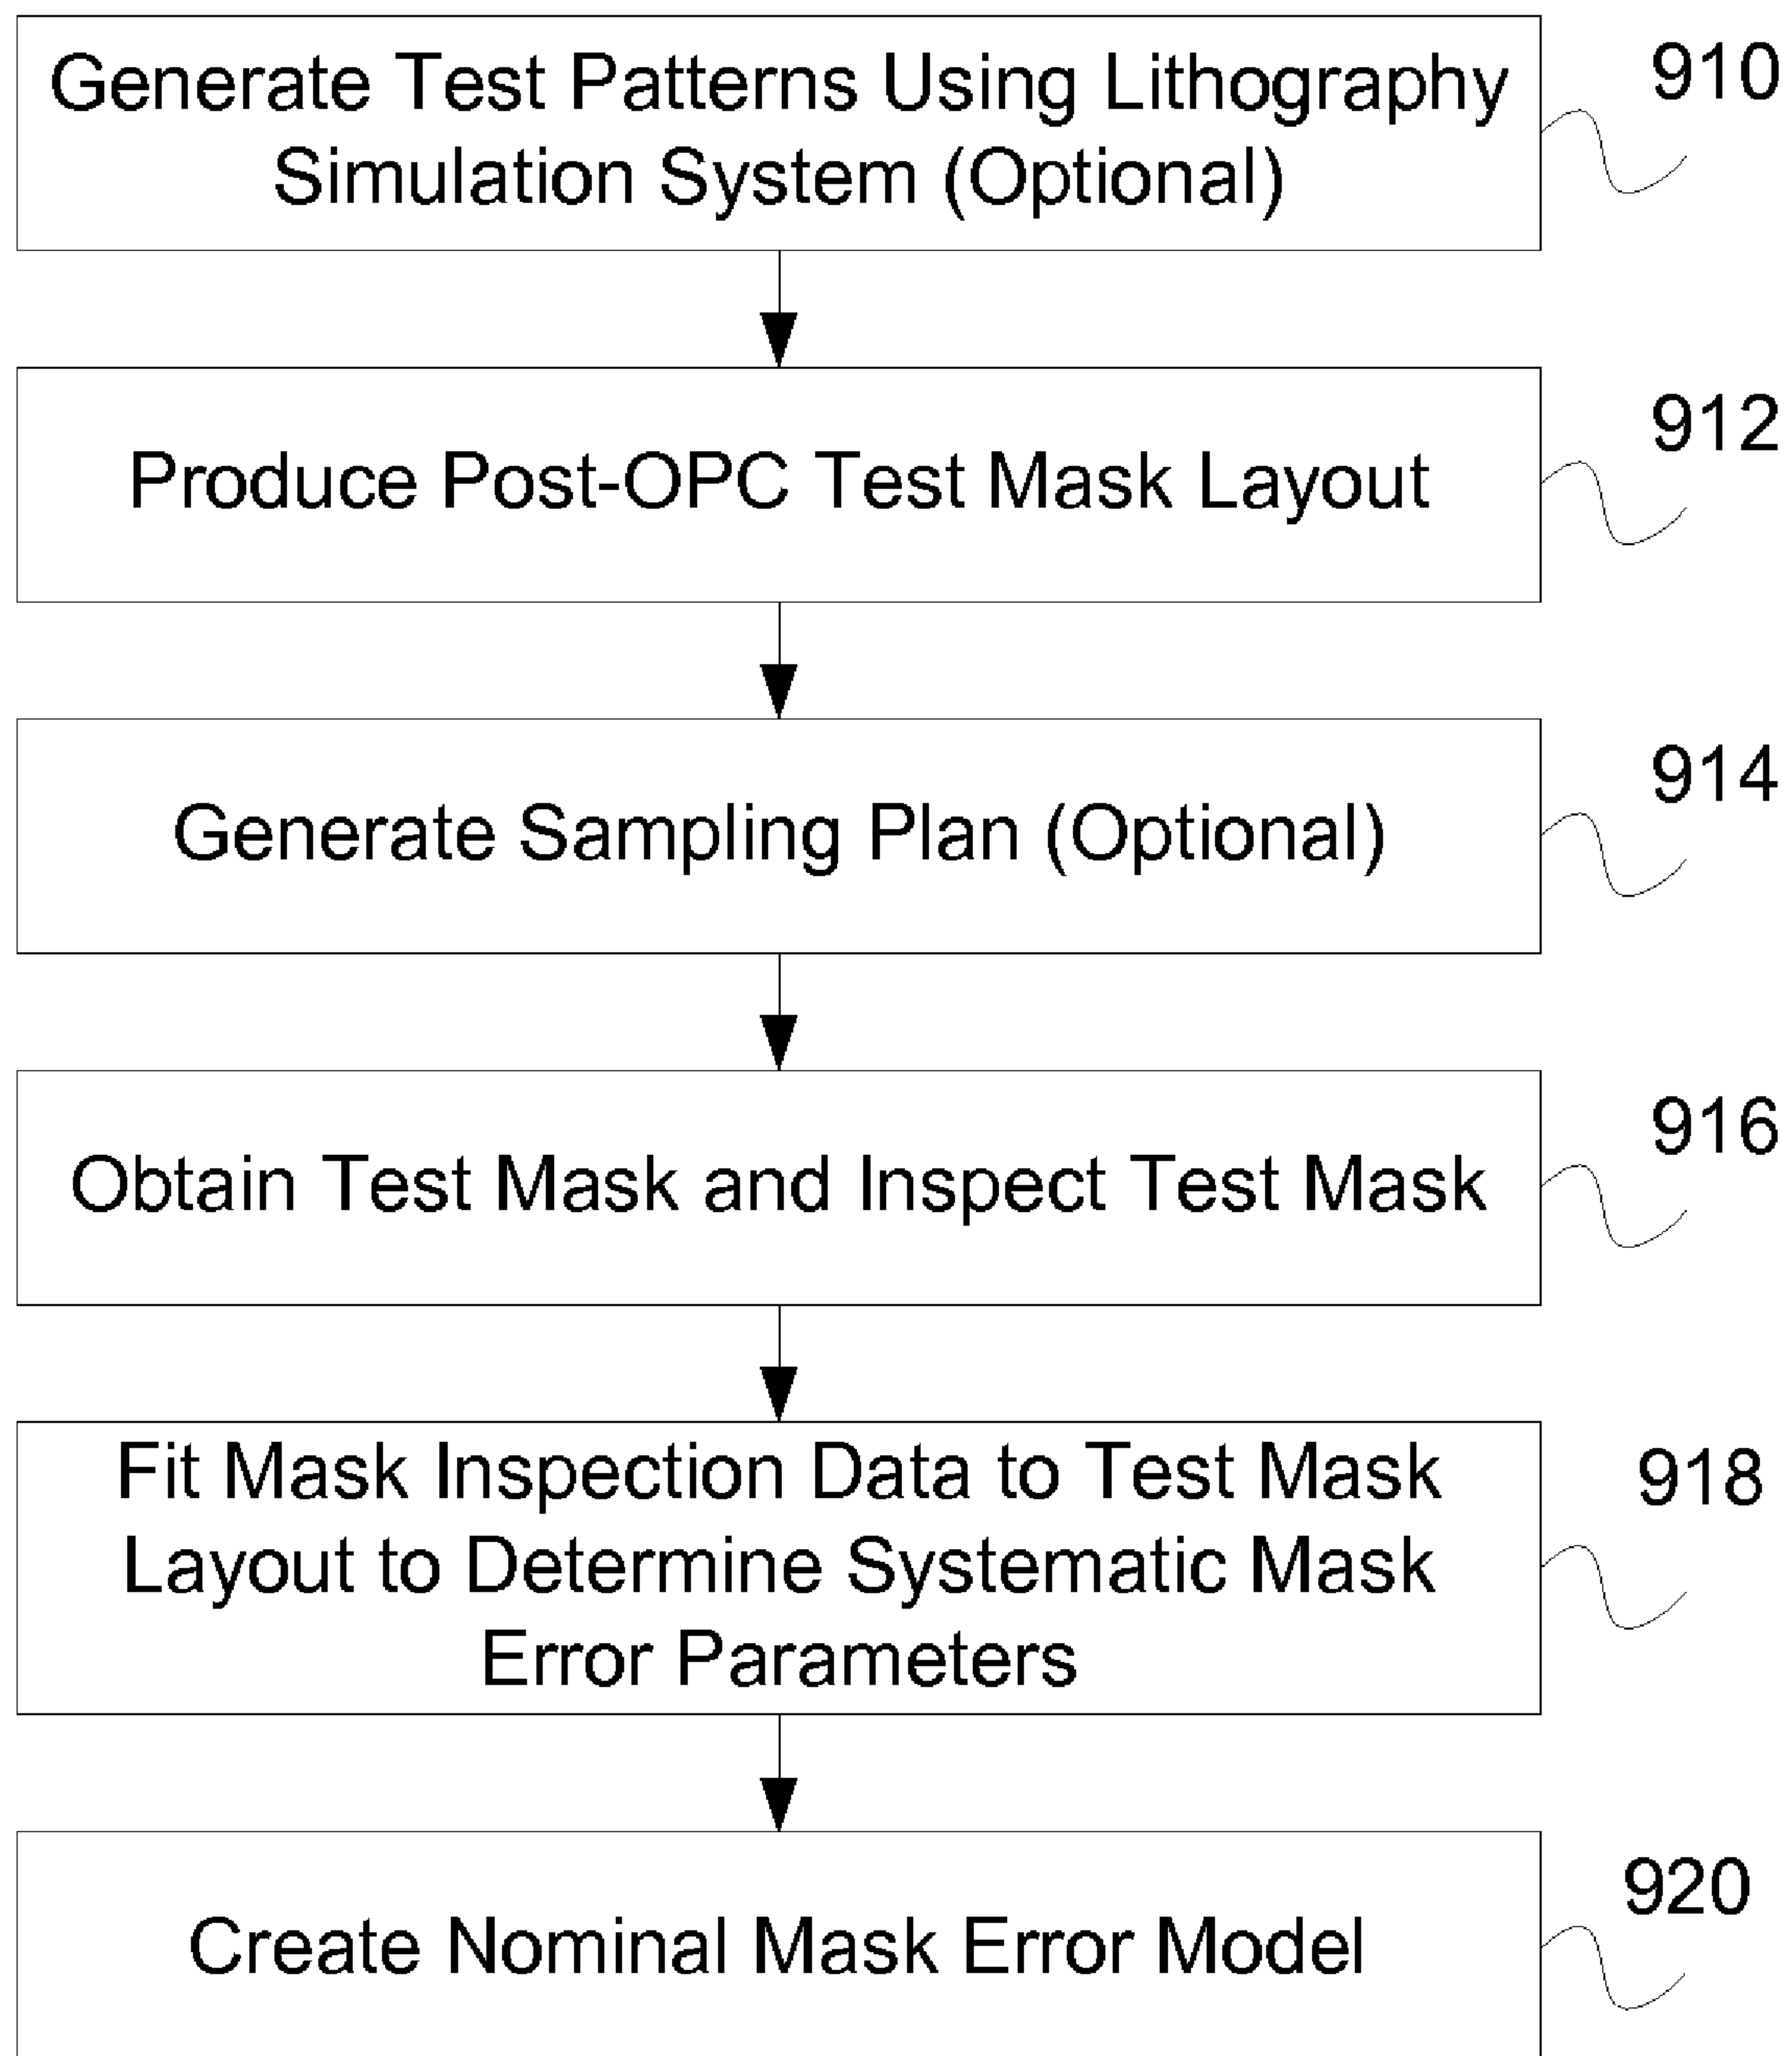 Generate Test Patterns Using Lithography
Simulation System (Optional)
910
Produce Post-OPC Test Mask Layout
912
Generate Sampling Plan (Optional)
914
Obtain Test Mask and Inspect Test Mask
916
Fit Mask Inspection Data to Test Mask
Layout to Determine Systematic Mask
Error Parameters
918
Create Nominal Mask Error Model
920